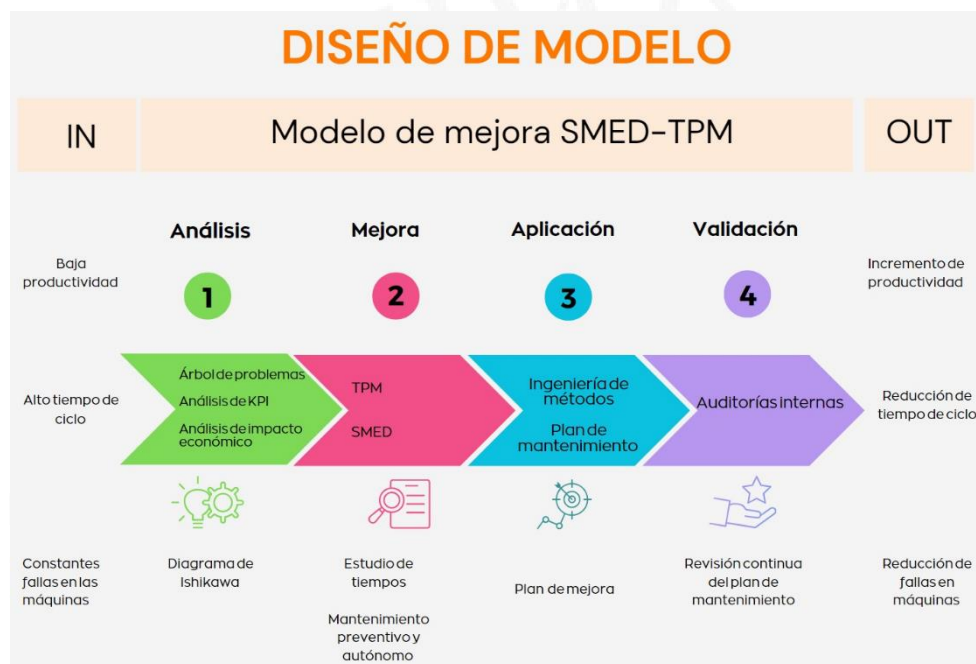 DISEÑO DE MODELO
IN
Modelo de mejora SMED-TPM
OUT
Análisis
Mejora
Aplicación
Validación
Baja
productividad
1
2
3
4
Incremento de
productividad
Alto tiempo de
ciclo
Árbol de problemas
Análisis de KPI
Análisis de impacto
económico
TPM
SMED
Ingeniería de
métodos
Plan de
mantenimiento
Auditorías internas
Reducción de
tiempo de ciclo
Constantes
fallas en las
máquinas
Diagrama de
Ishikawa
Estudio de
tiempos
Mantenimiento
preventivo y
autónomo
Plan de mejora
Revisión continua
del plan de
mantenimiento
Reducción de
fallas en
máquinas